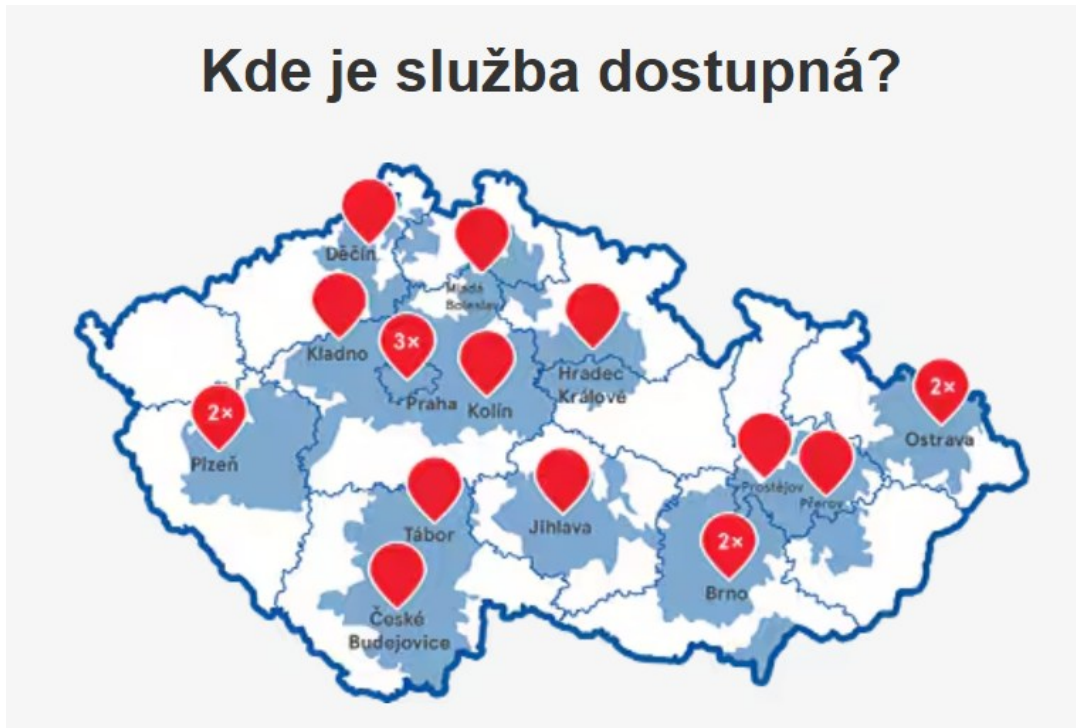 Kde je služba dostupná?
Děčín
Mladá
Boleslav
Kladno
3×
Praha
Kolín
Hradec
Králové
2×
Plzeň
2×
Ostrava
Prostějov
Přerov
Tábor
Jihlava
2×
Brno
České
Budejovice